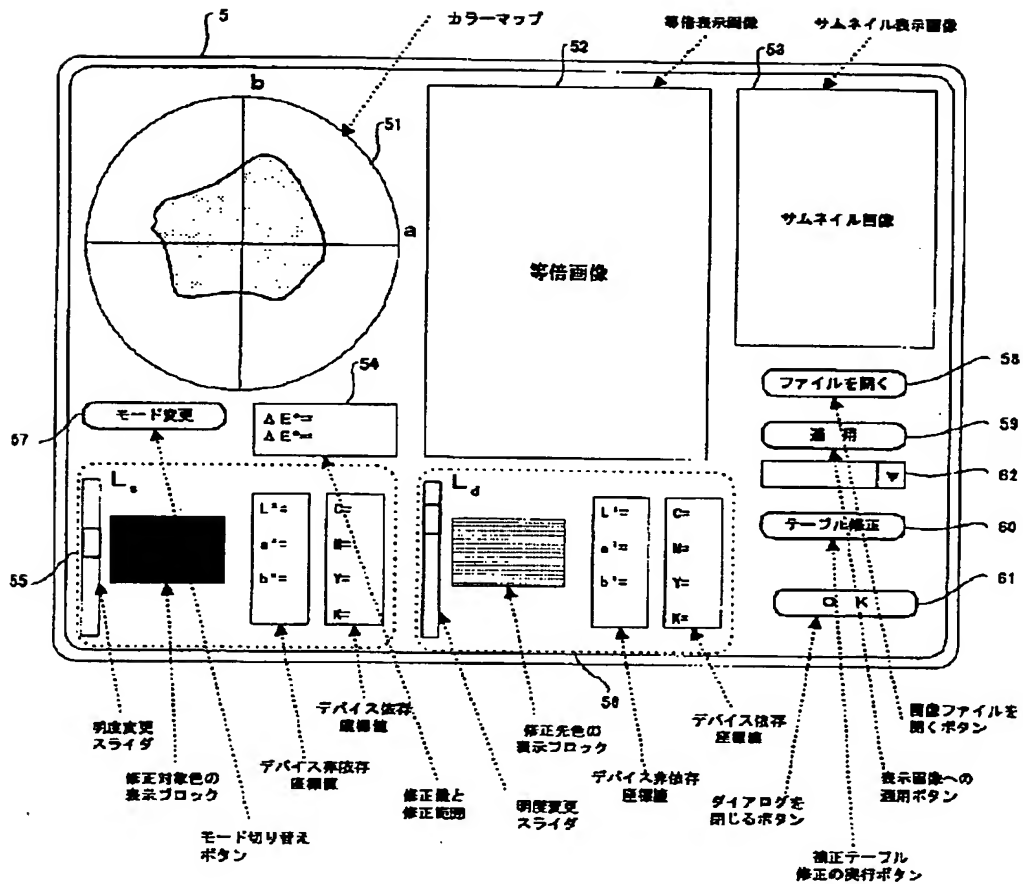 カラーマップ
等倍表示画像
サムネイル表示画像
5
52
53
b
51
a
等倍画像
サムネイル画像
54
58
ファイルを開く
モード変更
57
Δ E*=
Δ E*=
59
適 用
62
Ls
L*=
a*=
b*=
C=
M=
Y=
K=
55
Ld
L*=
a*=
b*=
C=
M=
Y=
K=
テーブル修正
60
61
O K
56
明度変更
スライダ
修正対象色の
表示ブロック
デバイス依存
座標値
デバイス非依存
座標値
モード切り替え
ボタン
修正量と
修正範囲
明度変更
スライダ
修正先色の
表示ブロック
デバイス非依存
座標値
デバイス依存
座標値
画像ファイルを
開くボタン
表示画像への
適用ボタン
ダイアログを
閉じるボタン
補正テーブル
修正の実行ボタン